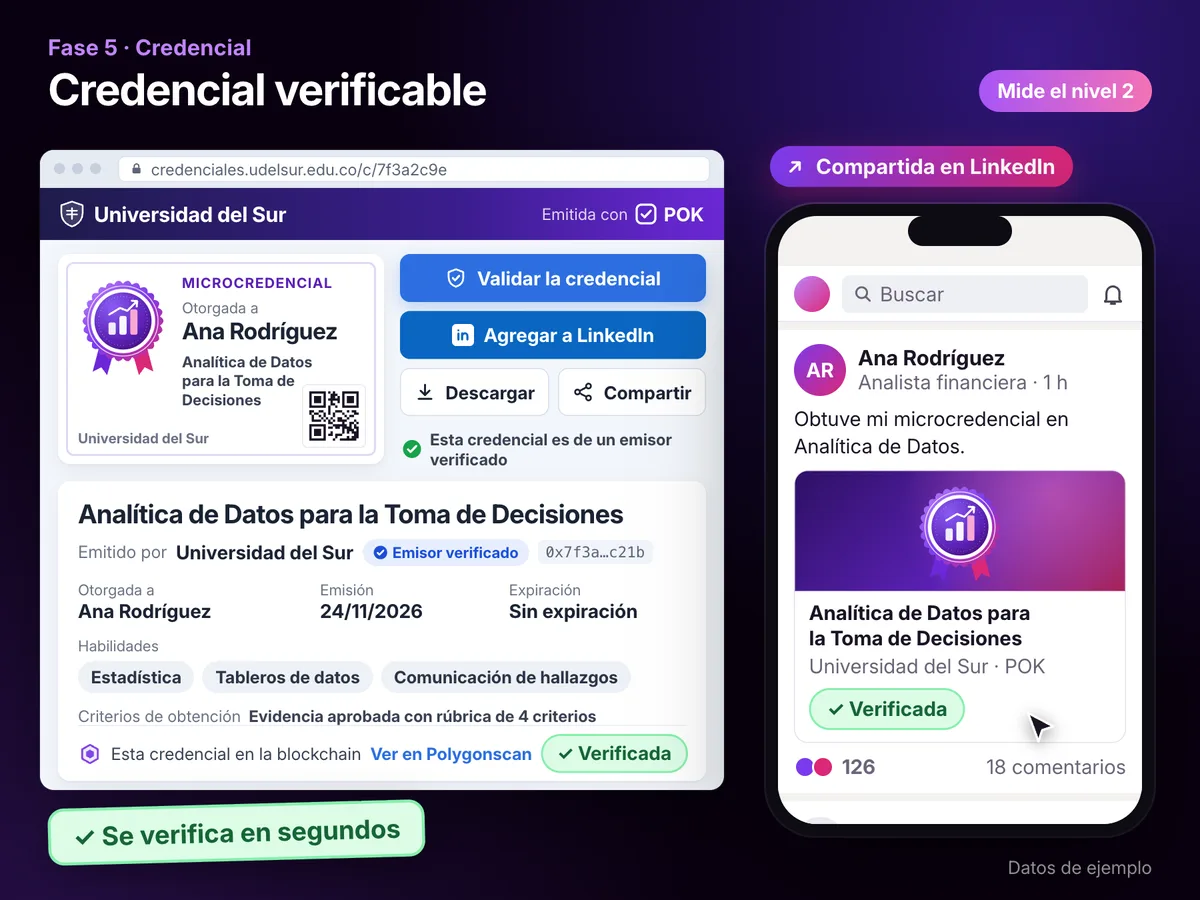 Fase 5 · Credencial
Credencial verificable
Mide el nivel 2
credenciales.udelsur.edu.co/c/7f3a2c9e
Universidad del Sur
Emitida con POK
MICROCREDENCIAL
Otorgada a
Ana Rodríguez
Analítica de Datos
para la Toma de
Decisiones
Universidad del Sur
Validar la credencial
in Agregar a LinkedIn
Descargar
Compartir
Esta credencial es de un emisor
verificado
Analítica de Datos para la Toma de Decisiones
Emitido por Universidad del Sur Emisor verificado 0x7f3a…c21b
Otorgada a
Ana Rodríguez
Emisión
24/11/2026
Expiración
Sin expiración
Habilidades
Estadística
Tableros de datos
Comunicación de hallazgos
Criterios de obtención Evidencia aprobada con rúbrica de 4 criterios
Esta credencial en la blockchain Ver en Polygonscan ✓ Verificada
✓ Se verifica en segundos
Compartida en LinkedIn
Buscar
AR
Ana Rodríguez
Analista financiera · 1 h
Obtuve mi microcredencial en
Analítica de Datos.
Analítica de Datos para
la Toma de Decisiones
Universidad del Sur · POK
✓ Verificada
126
18 comentarios
Datos de ejemplo